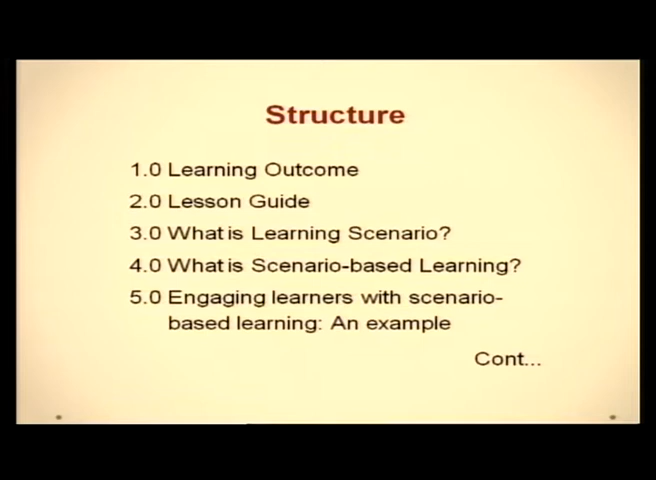 Structure
1.0 Learning Outcome
2.0 Lesson Guide
3.0 What is Learning Scenario?
4.0 What is Scenario-based Learning?
5.0 Engaging learners with scenario-
based learning: An example
Cont...